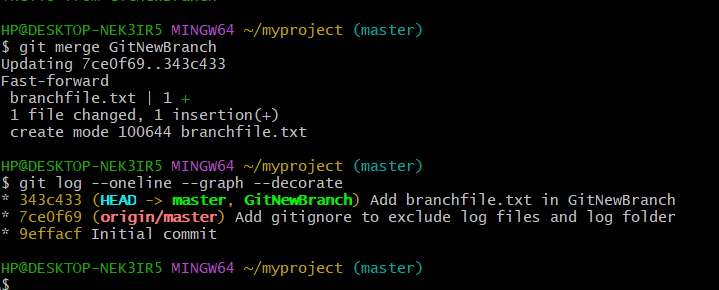 HP@DESKTOP-NEK3IR5 MINGW64 ~/myproject (master)
$ git merge GitNewBranch
Updating 7ce0f69..343c433
Fast-forward
 branchfile.txt | 1 +
 1 file changed, 1 insertion(+)
 create mode 100644 branchfile.txt

HP@DESKTOP-NEK3IR5 MINGW64 ~/myproject (master)
$ git log --oneline --graph --decorate
* 343c433 (HEAD -> master, GitNewBranch) Add branchfile.txt in GitNewBranch
* 7ce0f69 (origin/master) Add gitignore to exclude log files and log folder
* 9effacf Initial commit

HP@DESKTOP-NEK3IR5 MINGW64 ~/myproject (master)
$